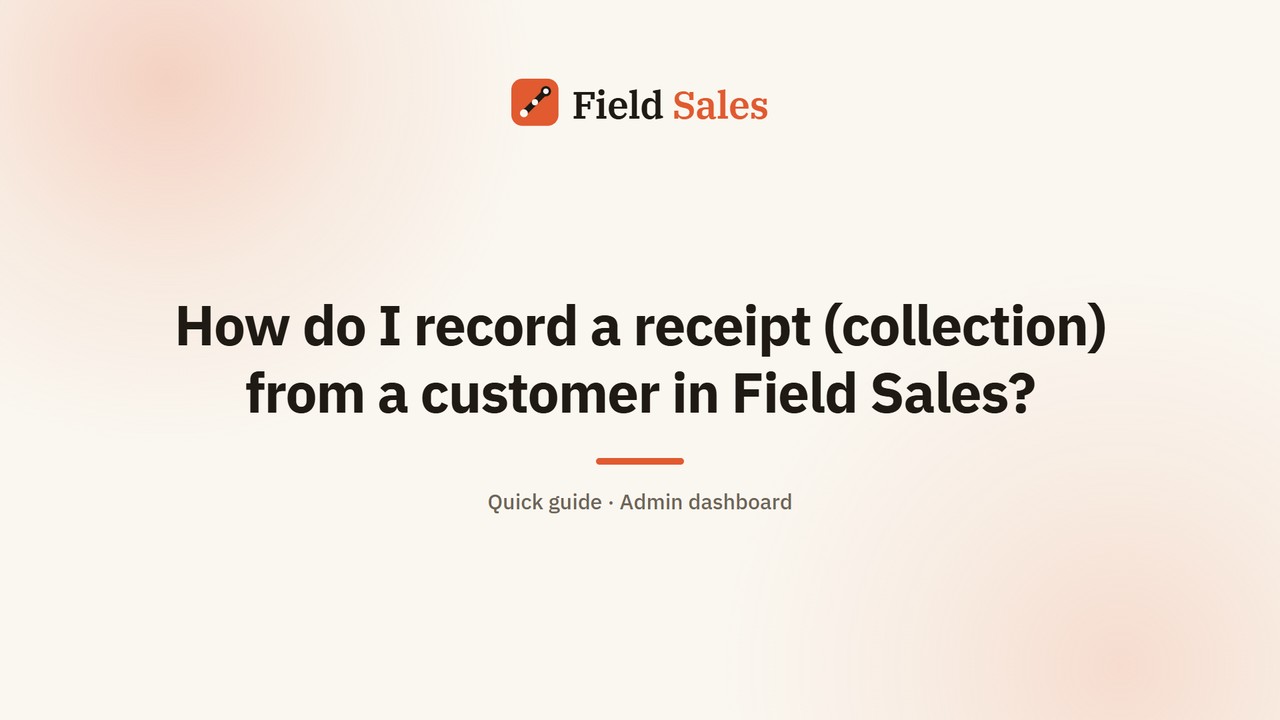 Field Sales
How do I record a receipt (collection)
from a customer in Field Sales?
Quick guide · Admin dashboard